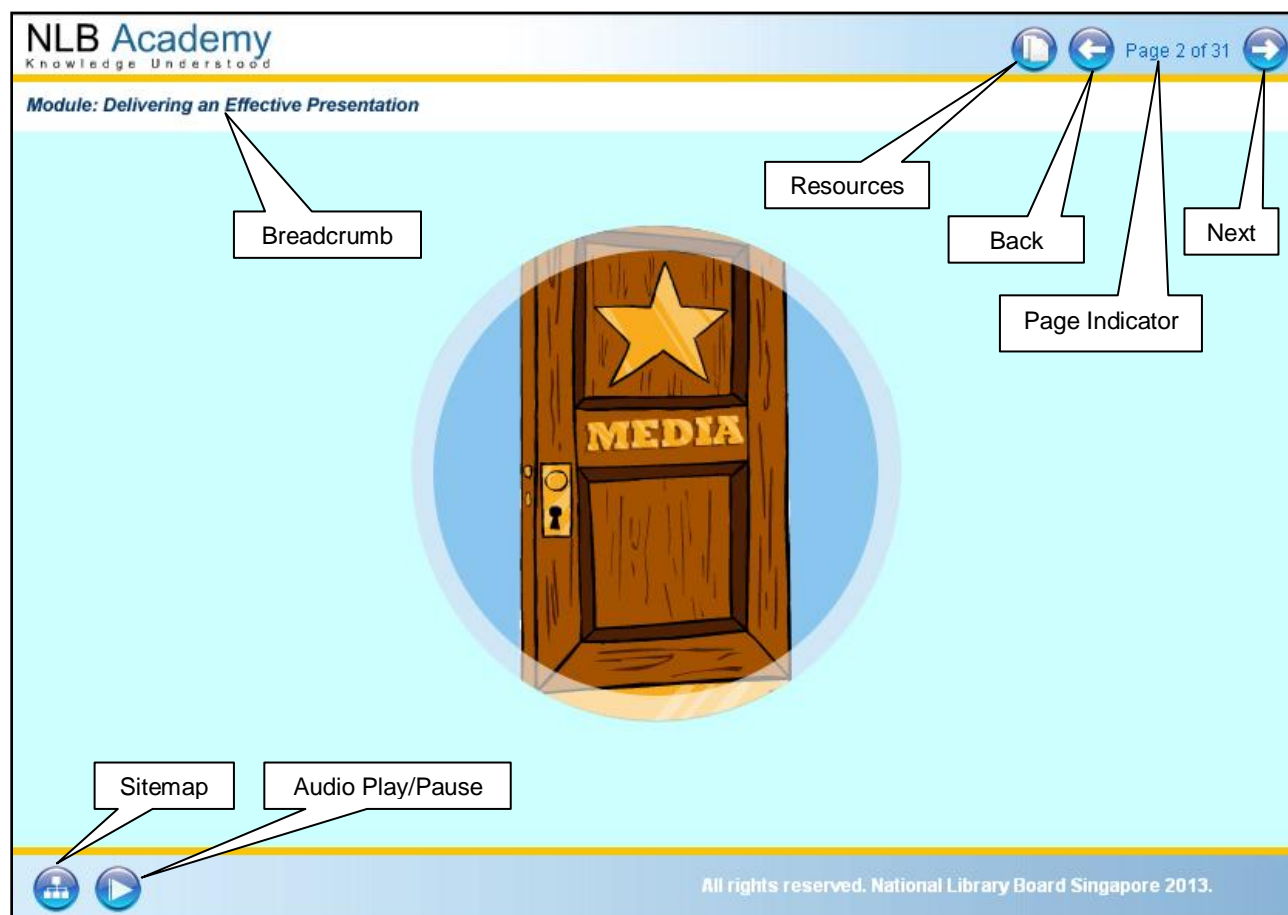 NLB Academy
Knowledge Understood
Page 2 of 31
Module: Delivering an Effective Presentation
Resources
Breadcrumb
Back
Next
Page Indicator
MEDIA
Sitemap
Audio Play/Pause
All rights reserved. National Library Board Singapore 2013.